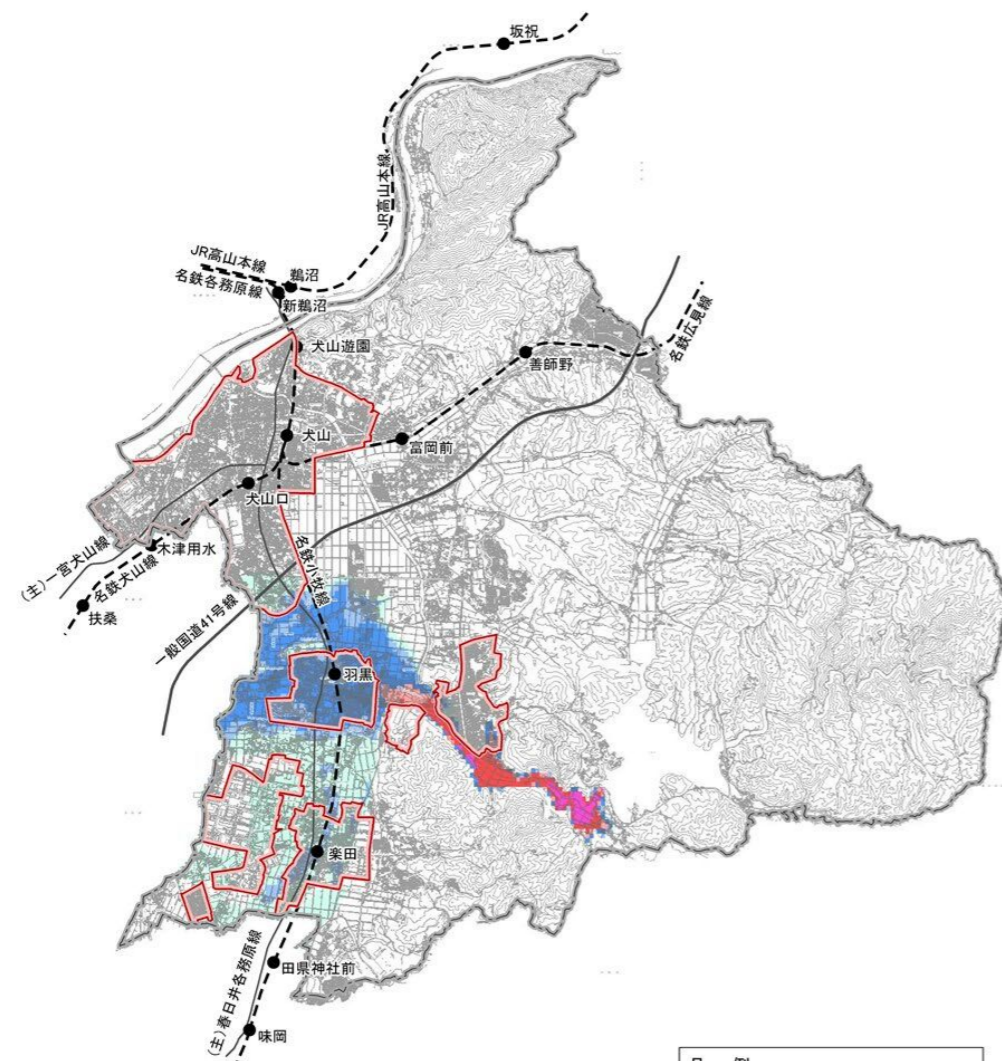 坂祝
JR高山本線
JR高山本線
鵜沼
名鉄各務原線
新鵜沼
犬山遊園
名鉄広見線
善師野
犬山
富岡前
犬山口
木津用水
(主)一宮犬山線
名鉄犬山線
扶桑
名鉄小牧線
一般国道41号線
羽黒
楽田
(主)春日井各務原線
田県神社前
味岡